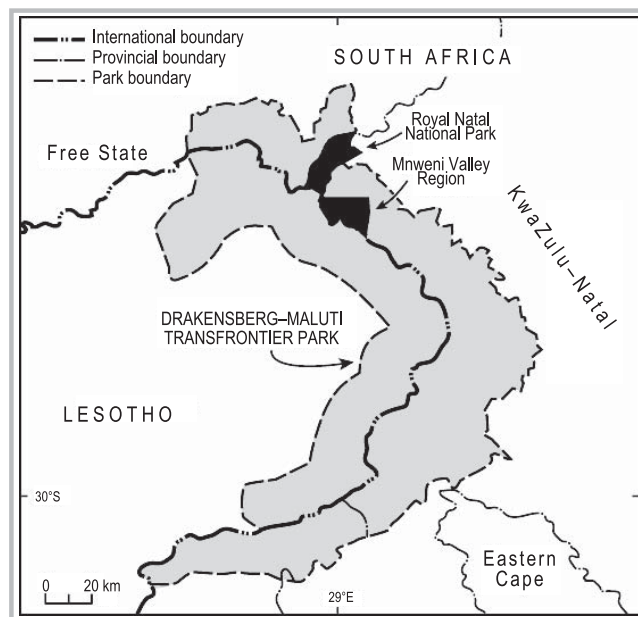 International boundary
Provincial boundary
Park boundary
SOUTH AFRICA
Royal Natal
National Park
Free State
Mnweni Valley
Region
KwaZulu–Natal
DRAKENSBERG–MALUTI
TRANSFRONTIER PARK
LESOTHO
30°S
Eastern
Cape
0 20 km
29°E